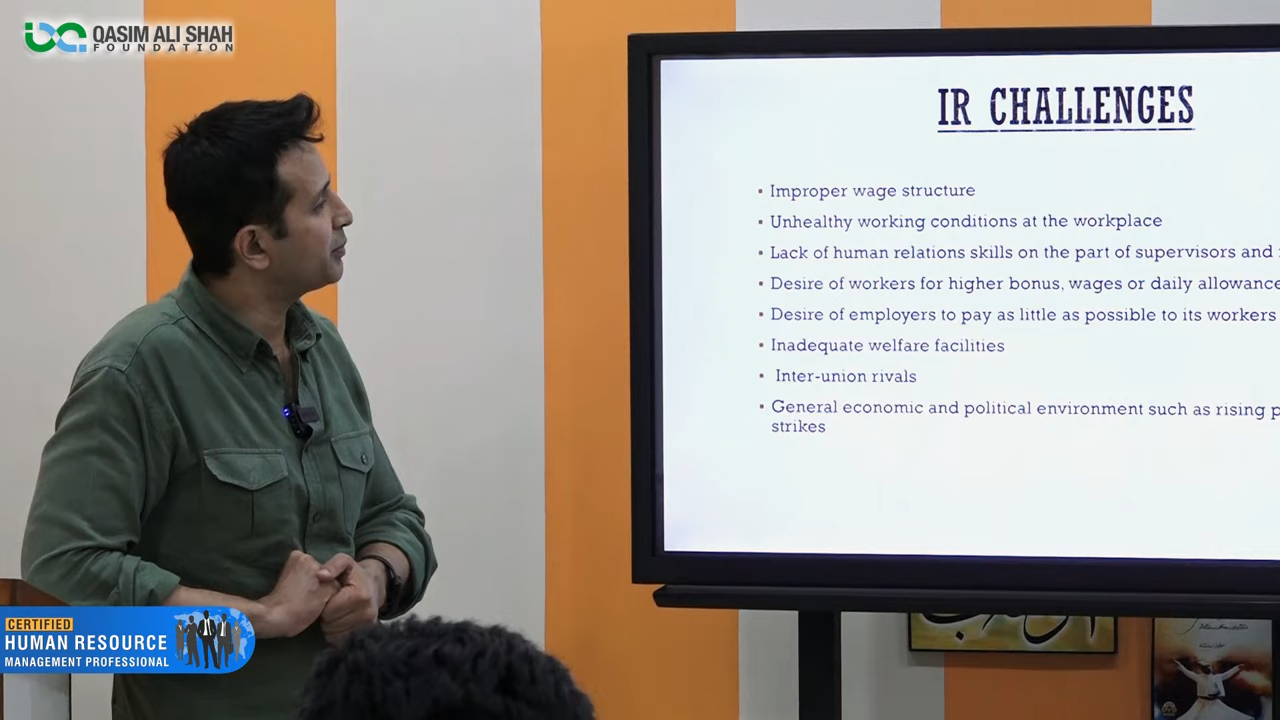 QASIM ALI SHAH
FOUNDATION
IR CHALLENGES
• Improper wage structure
• Unhealthy working conditions at the workplace
• Lack of human relations skills on the part of supervisors and
• Desire of workers for higher bonus, wages or daily allowance
• Desire of employers to pay as little as possible to its workers
• Inadequate welfare facilities
• Inter-union rivals
• General economic and political environment such as rising
strikes
CERTIFIED
HUMAN RESOURCE
MANAGEMENT PROFESSIONAL